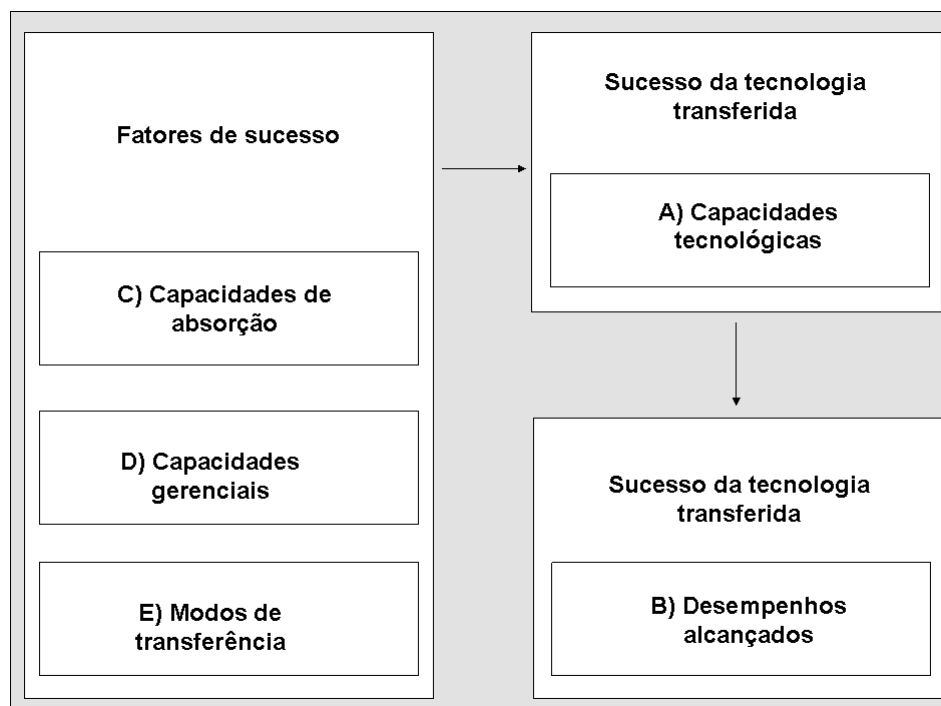 Fatores de sucesso
C) Capacidades de
absorção
D) Capacidades
gerenciais
E) Modos de
transferência
Sucesso da tecnologia
transferida
A) Capacidades
tecnológicas
Sucesso da tecnologia
transferida
B) Desempenhos
alcançados